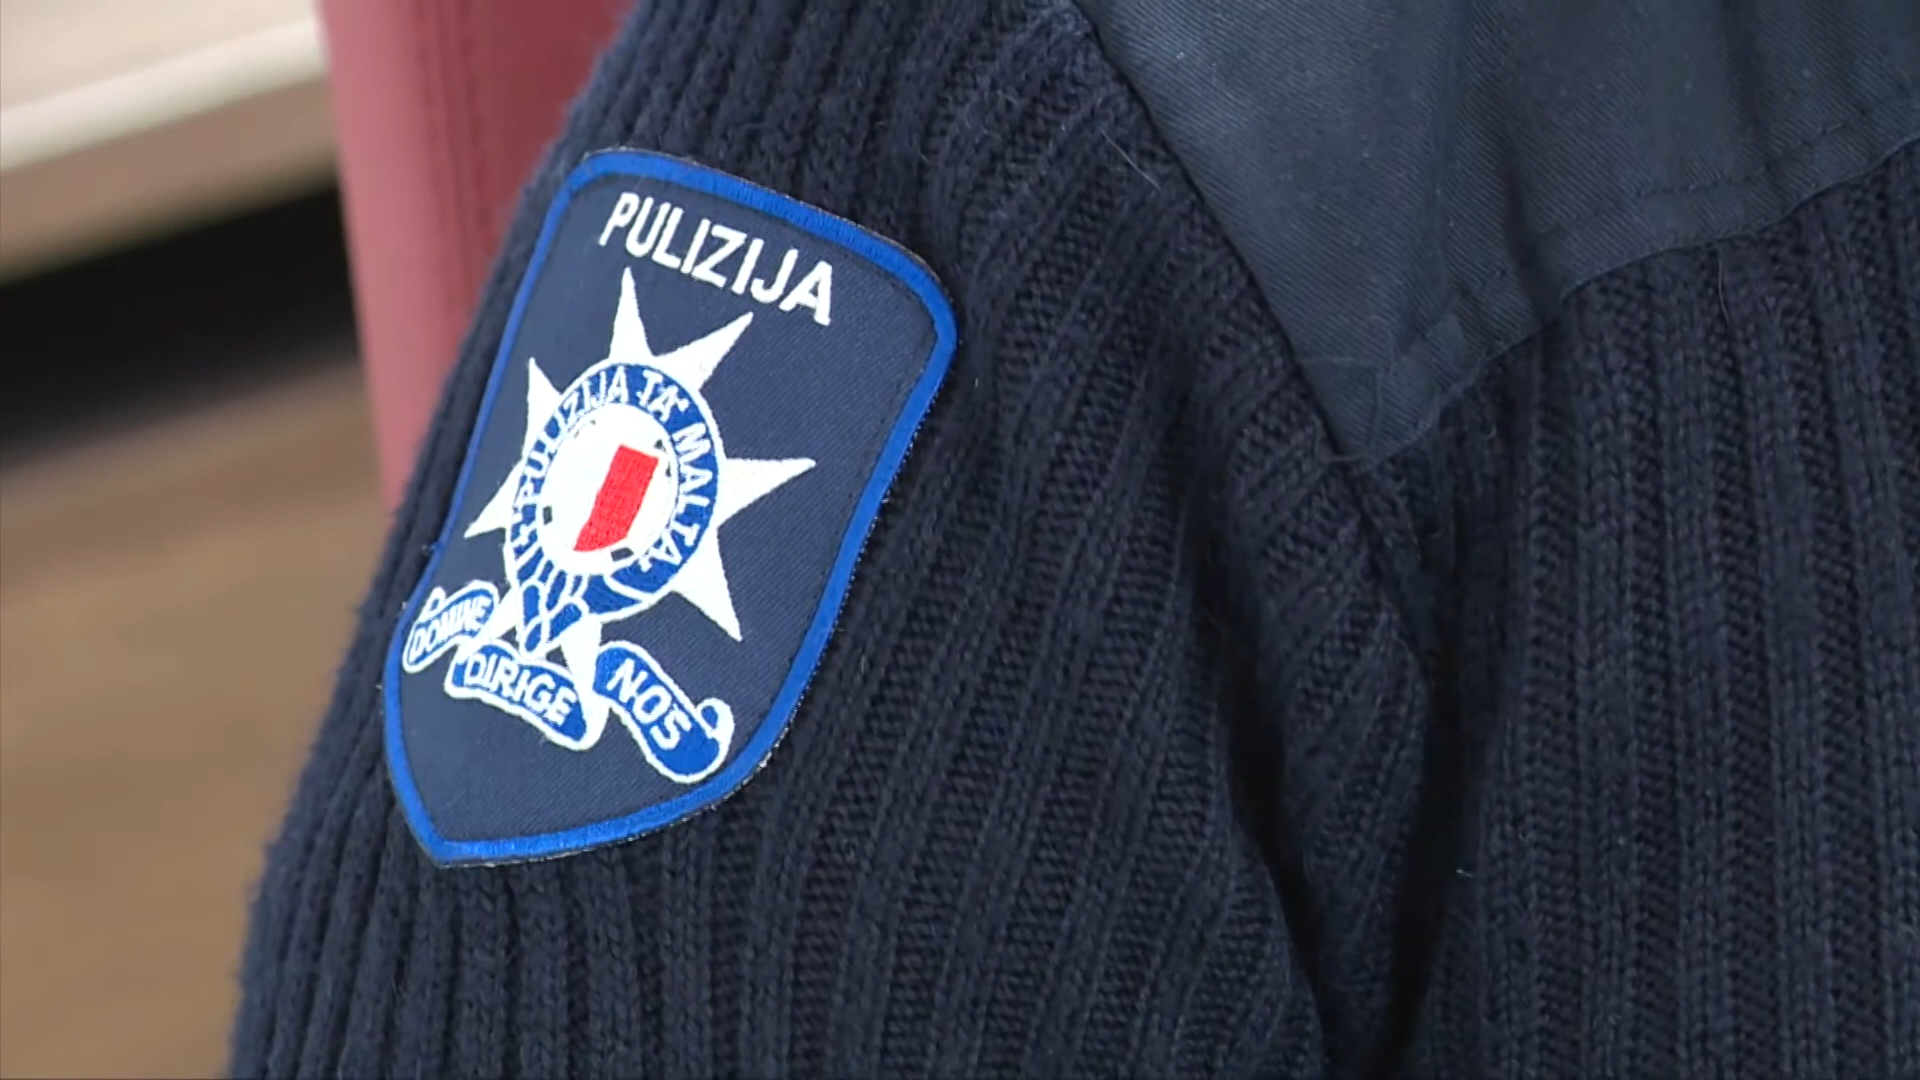 PULIZIJA
PULIZIJA TA' MALTA
DOMINE
DIRIGE
NOS